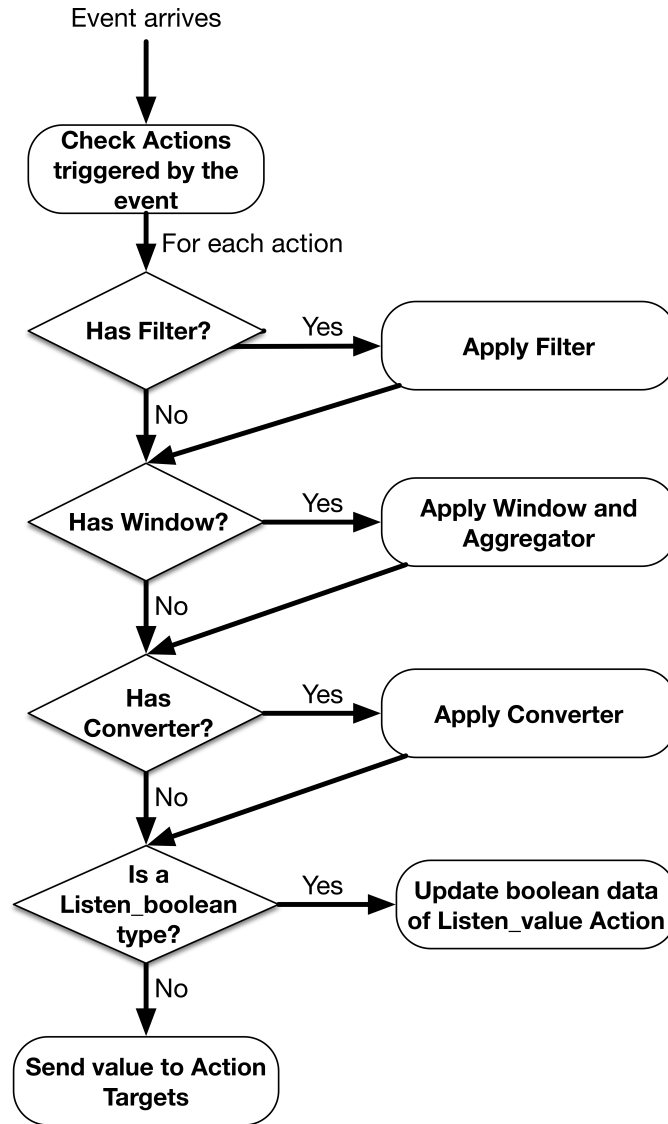 Event arrives
Check Actions
triggered by the
event
For each action
Has Filter?
Yes
Apply Filter
No
Has Window?
Yes
Apply Window and
Aggregator
No
Has
Converter?
Yes
Apply Converter
No
Is a
Listen_boolean
type?
Yes
Update boolean data
of Listen_value Action
No
Send value to Action
Targets